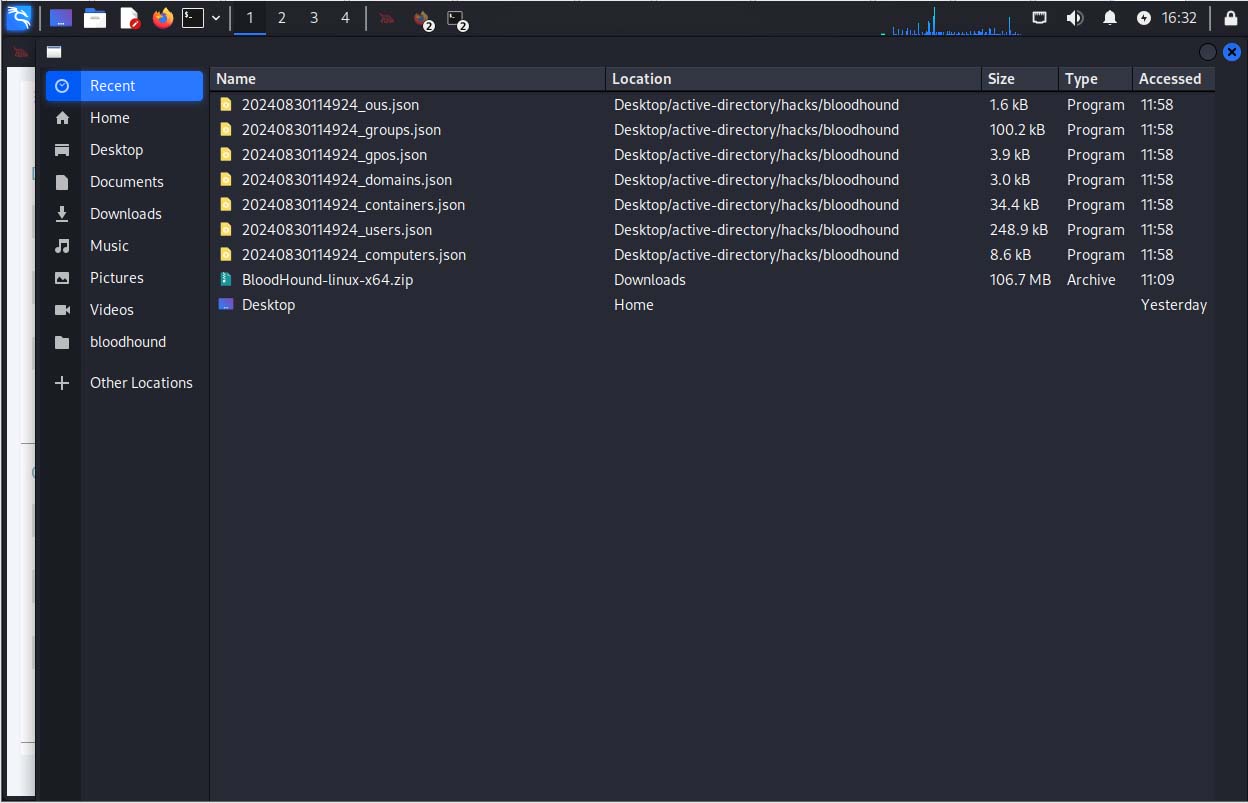 1 2 3 4 2 2 16:32
Name Location Size Type Accessed
Recent
Home
Desktop
Documents
Downloads
Music
Pictures
Videos
bloodhound
Other Locations
20240830114924_ous.json Desktop/active-directory/hacks/bloodhound 1.6 kB Program 11:58
20240830114924_groups.json Desktop/active-directory/hacks/bloodhound 100.2 kB Program 11:58
20240830114924_gpos.json Desktop/active-directory/hacks/bloodhound 3.9 kB Program 11:58
20240830114924_domains.json Desktop/active-directory/hacks/bloodhound 3.0 kB Program 11:58
20240830114924_containers.json Desktop/active-directory/hacks/bloodhound 34.4 kB Program 11:58
20240830114924_users.json Desktop/active-directory/hacks/bloodhound 248.9 kB Program 11:58
20240830114924_computers.json Desktop/active-directory/hacks/bloodhound 8.6 kB Program 11:58
BloodHound-linux-x64.zip Downloads 106.7 MB Archive 11:09
Desktop Home Yesterday